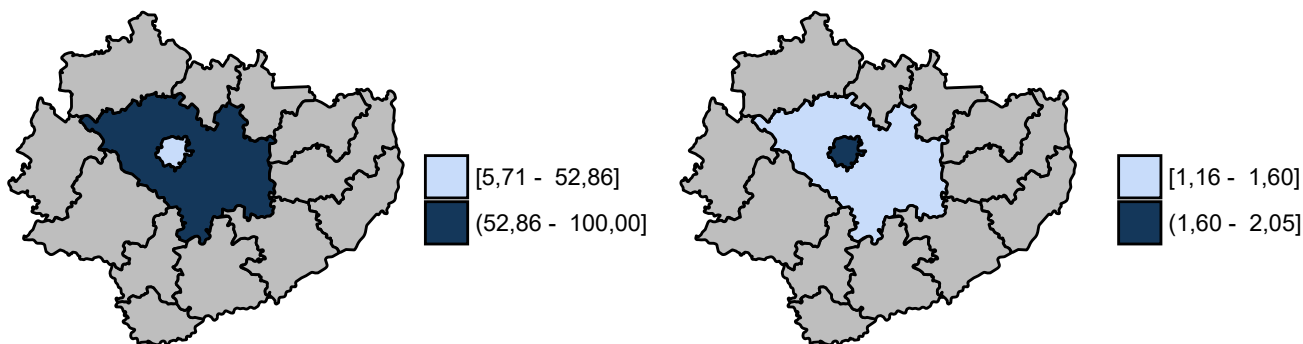 [5,71 - 52,86]
(52,86 - 100,00]
[1,16 - 1,60]
(1,60 - 2,05]